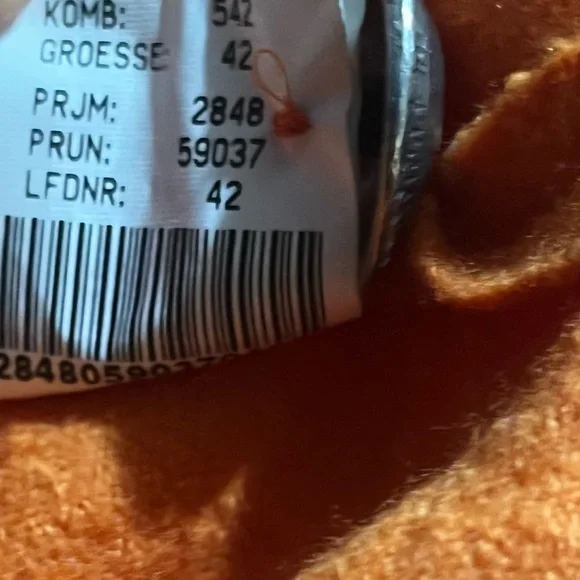 KOMB: 542
GROESSE 42
PRJM: 2848
PRUN: 59037
LFDNR: 42